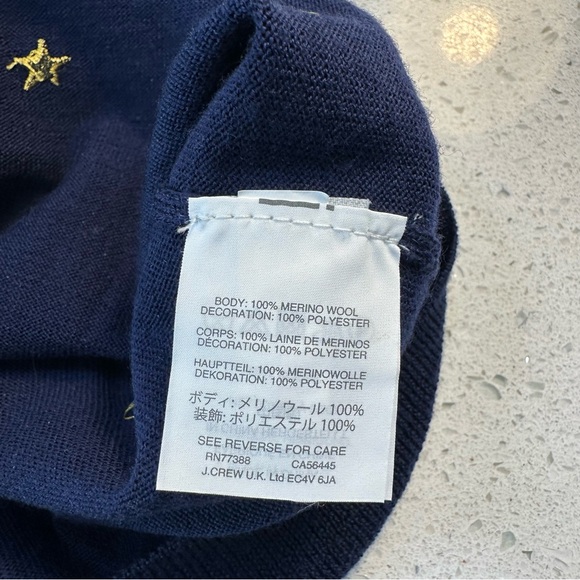 BODY: 100% MERINO WOOL
DECORATION: 100% POLYESTER
CORPS: 100% LAINE DE MERINOS
DÉCORATION: 100% POLYESTER
HAUPTTEIL: 100% MERINOWOLLE
DEKORATION: 100% POLYESTER
ボディ: メリノウール 100%
装飾: ポリエステル 100%
SEE REVERSE FOR CARE
RN77388 CA56445
J.CREW U.K. Ltd EC4V 6JA